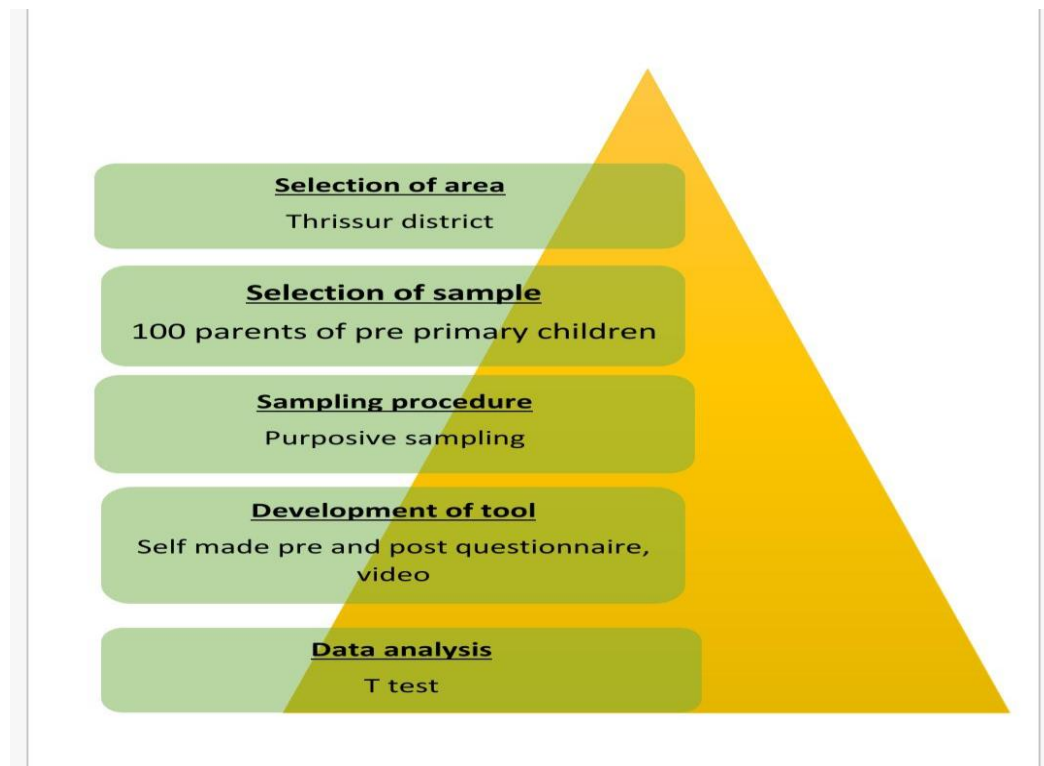 Selection of area
Thrissur district
Selection of sample
100 parents of pre primary children
Sampling procedure
Purposive sampling
Development of tool
Self made pre and post questionnaire,
video
Data analysis
T test